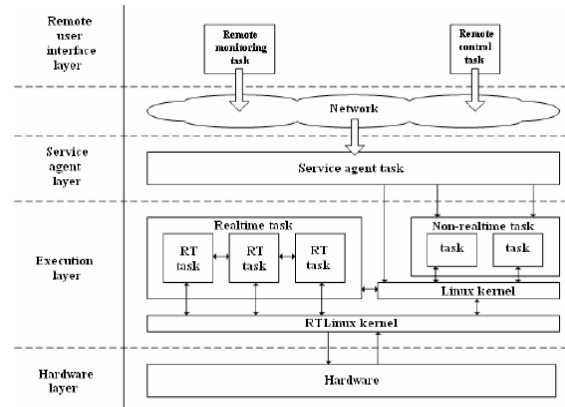 Remote
user
interface
layer
Remote
monitoring
task
Remote
control
task
Network
Service
agent
layer
Service agent task
Execution
layer
Realtime task
RT
task
RT
task
RT
task
Non-realtime task
task
task
Linux kernel
RTLinux kernel
Hardware
layer
Hardware